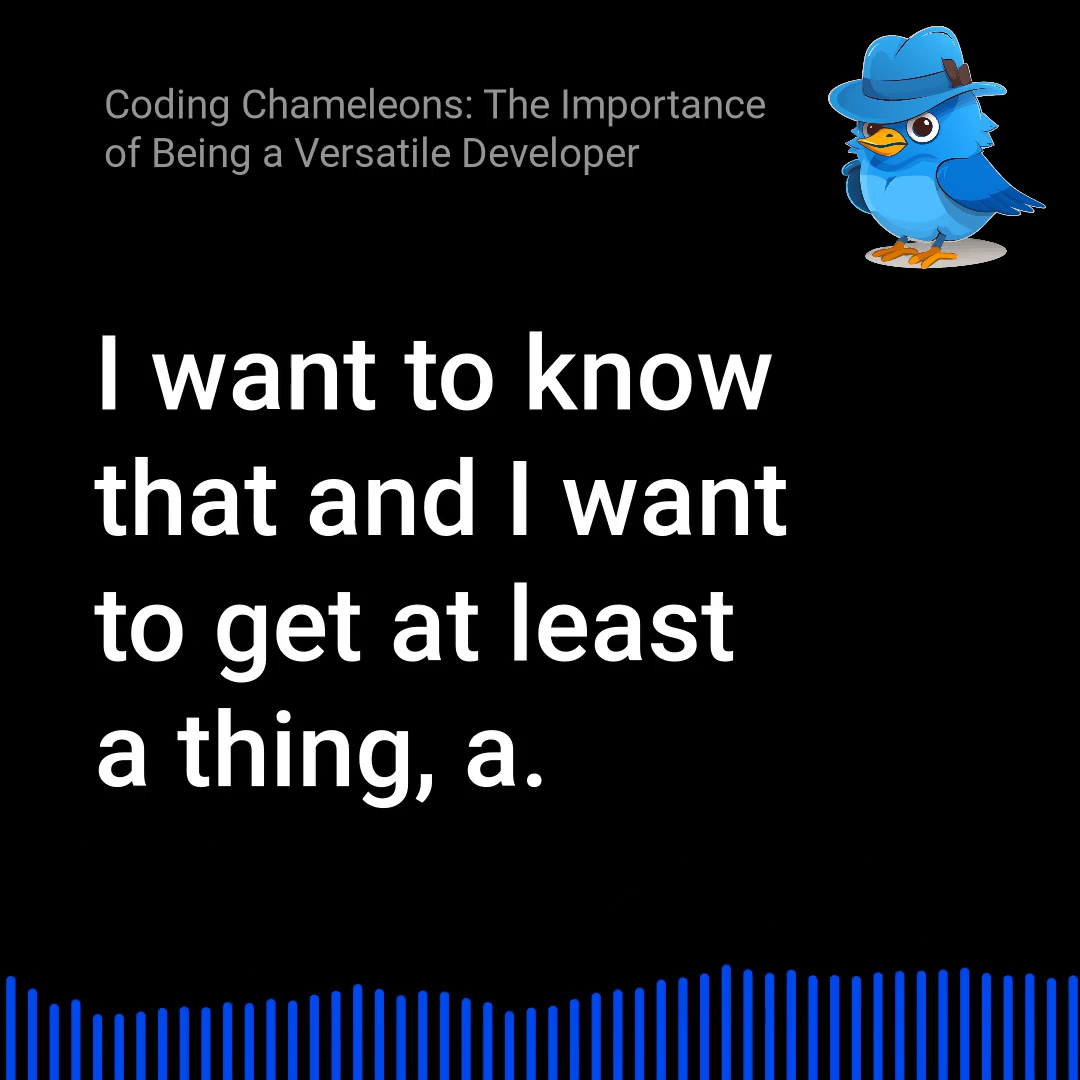 Coding Chameleons: The Importance
of Being a Versatile Developer
I want to know
that and I want
to get at least
a thing, a.